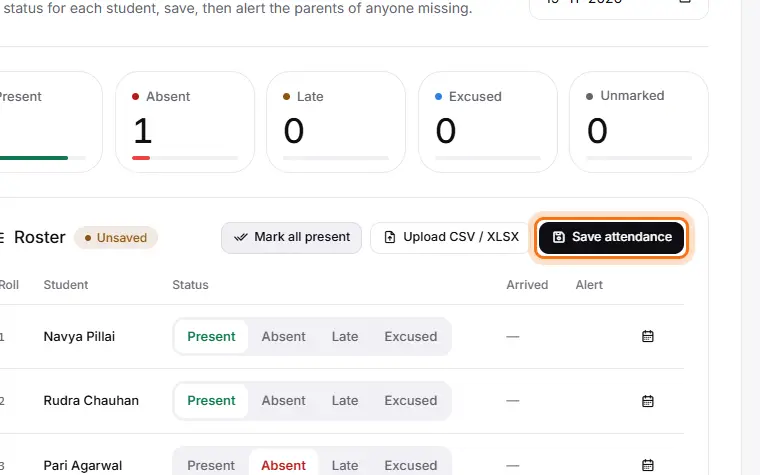 status for each student, save, then alert the parents of anyone missing.
Present
Absent
Late
Excused
Unmarked
1
0
0
0
Roster
Unsaved
Mark all present
Upload CSV / XLSX
Save attendance
Roll
Student
Status
Arrived
Alert
1 Navya Pillai Present Absent Late Excused —
2 Rudra Chauhan Present Absent Late Excused —
3 Pari Agarwal Present Absent Late Excused —